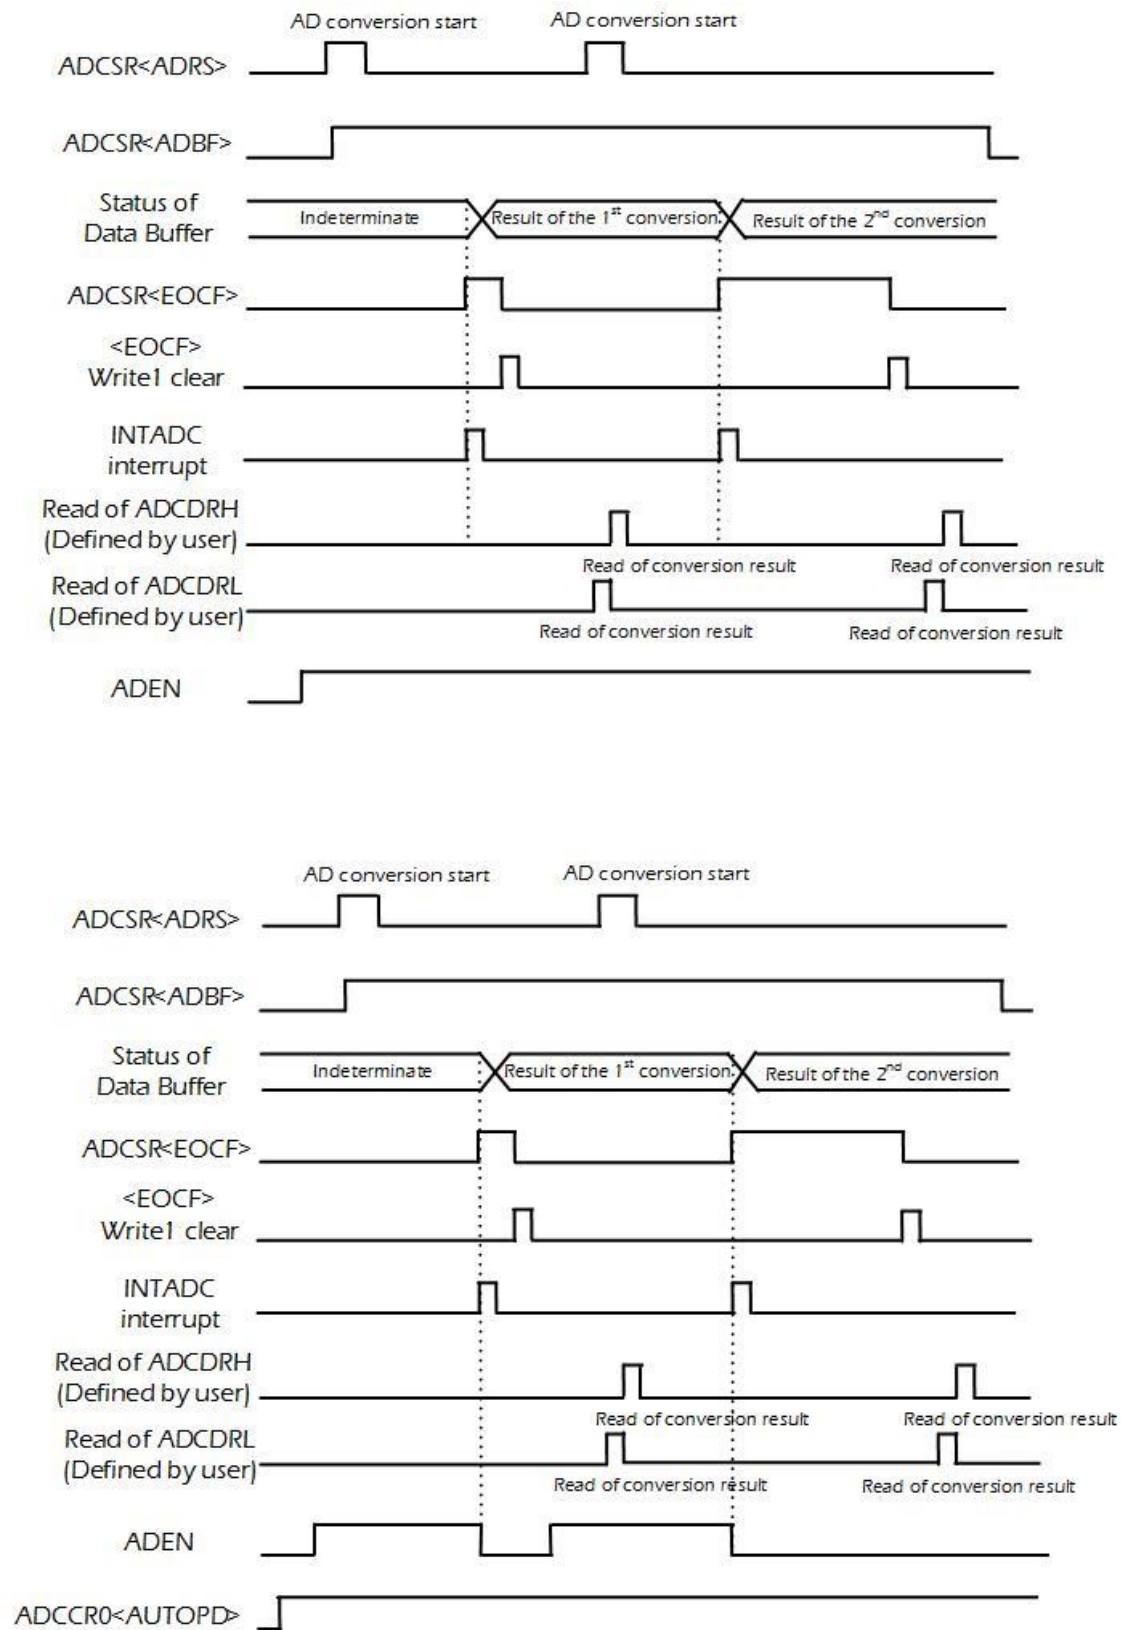 AD conversion start AD conversion start
ADCSR<ADRS>
ADCSR<ADBF>
Status of
Data Buffer
Indeterminate Result of the 1st conversion Result of the 2nd conversion
ADCSR<EOCF>
<EOCF>
Write1 clear
INTADC
interrupt
Read of ADCDRH
(Defined by user)
Read of conversion result Read of conversion result
Read of ADCDRL
(Defined by user)
Read of conversion result Read of conversion result
ADEN
AD conversion start AD conversion start
ADCSR<ADRS>
ADCSR<ADBF>
Status of
Data Buffer
Indeterminate Result of the 1st conversion Result of the 2nd conversion
ADCSR<EOCF>
<EOCF>
Write1 clear
INTADC
interrupt
Read of ADCDRH
(Defined by user)
Read of conversion result Read of conversion result
Read of ADCDRL
(Defined by user)
Read of conversion result Read of conversion result
ADEN
ADCCR0<AUTOPD>